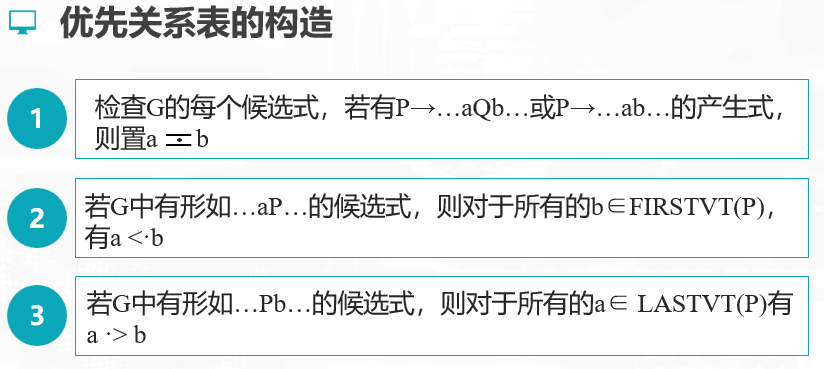 优先关系表的构造
1
检查G的每个候选式，若有P→…aQb…或P→…ab…的产生式，
则置a ≐ b
2
若G中有形如…aP…的候选式，则对于所有的b∈FIRSTVT(P)，
有a <·b
3
若G中有形如…Pb…的候选式，则对于所有的a∈ LASTVT(P)有
a ·> b